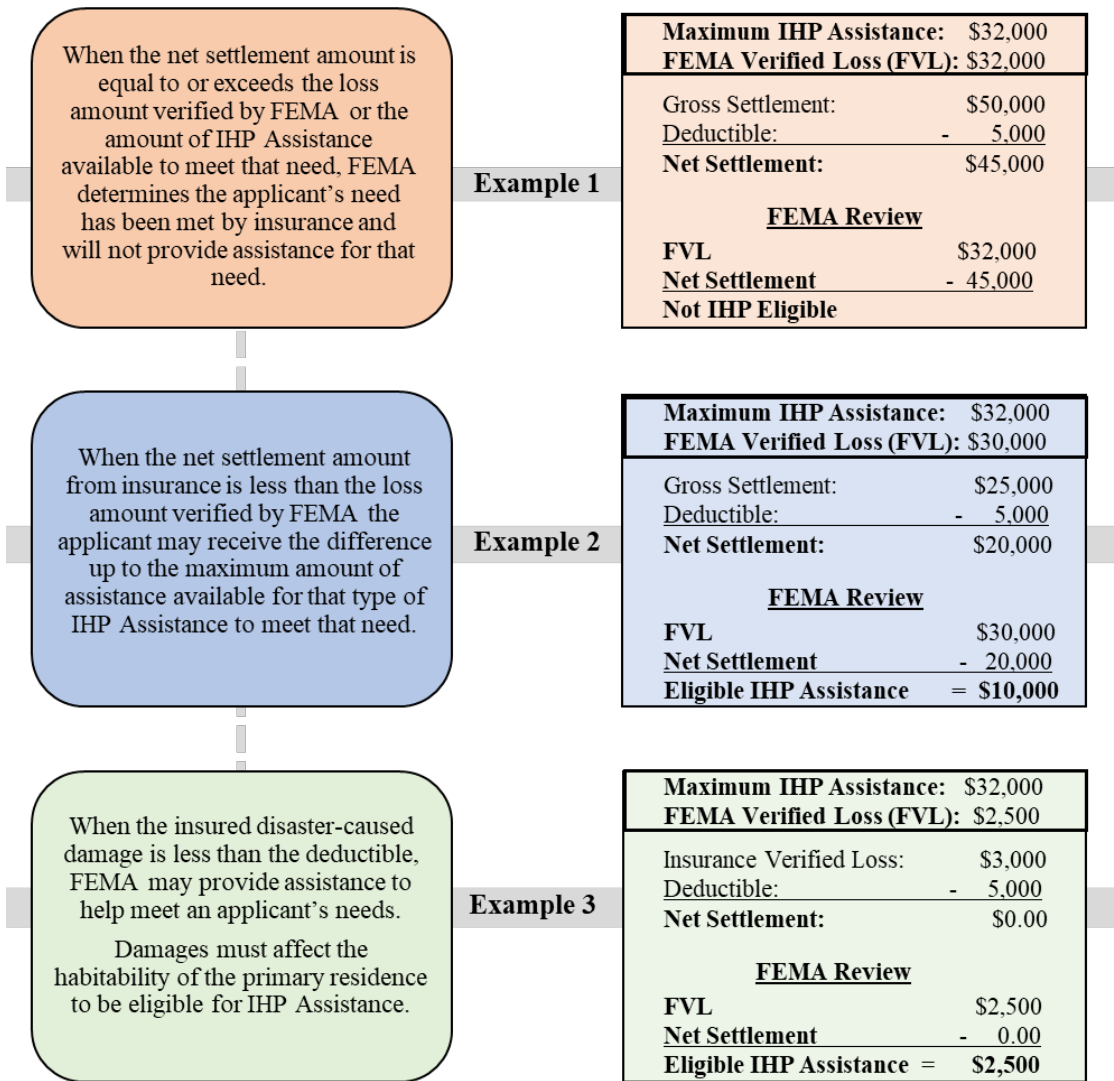 When the net settlement amount is
equal to or exceeds the loss
amount verified by FEMA or the
amount of IHP Assistance
available to meet that need, FEMA
determines the applicant's need
has been met by insurance and
will not provide assistance for that
need.
Example 1
Maximum IHP Assistance: $32,000
FEMA Verified Loss (FVL): $32,000
Gross Settlement: $50,000
Deductible: - 5,000
Net Settlement: $45,000
FEMA Review
FVL $32,000
Net Settlement - 45,000
Not IHP Eligible
When the net settlement amount
from insurance is less than the loss
amount verified by FEMA the
applicant may receive the difference
up to the maximum amount of
assistance available for that type of
IHP Assistance to meet that need.
Example 2
Maximum IHP Assistance: $32,000
FEMA Verified Loss (FVL): $30,000
Gross Settlement: $25,000
Deductible: - 5,000
Net Settlement: $20,000
FEMA Review
FVL $30,000
Net Settlement - 20,000
Eligible IHP Assistance = $10,000
When the insured disaster-caused
damage is less than the deductible,
FEMA may provide assistance to
help meet an applicant's needs.
Damages must affect the
habitability of the primary residence
to be eligible for IHP Assistance.
Example 3
Maximum IHP Assistance: $32,000
FEMA Verified Loss (FVL): $2,500
Insurance Verified Loss: $3,000
Deductible: - 5,000
Net Settlement: $0.00
FEMA Review
FVL $2,500
Net Settlement - 0.00
Eligible IHP Assistance = $2,500